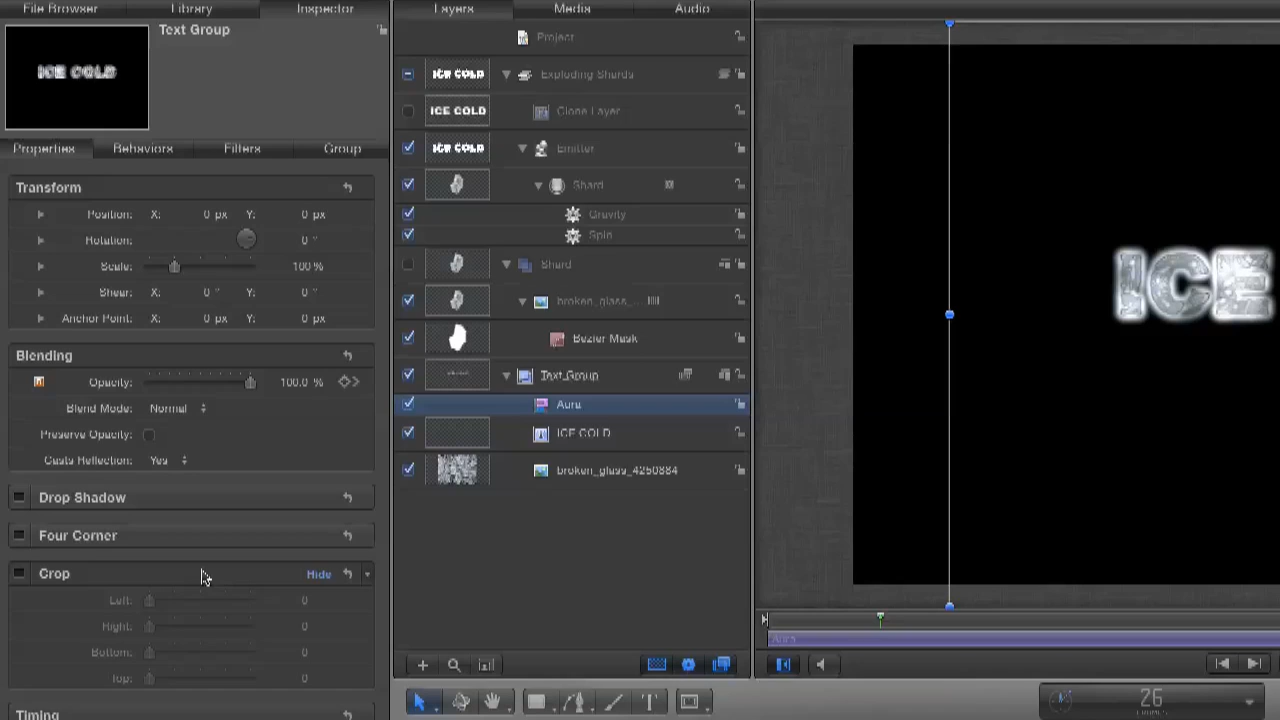 File Browser
Library
Inspector
Text Group
ICE COLD
Properties
Behaviors
Filters
Group
Transform
Position: X: 0 px Y: 0 px
Rotation: 0 °
Scale: 100 %
Shear: X: 0 ° Y: 0 °
Anchor Point: X: 0 px Y: 0 px
Blending
Opacity: 100.0 %
Blend Mode: Normal
Preserve Opacity:
Casts Reflection: Yes
Drop Shadow
Four Corner
Crop Hide
Left: 0
Right: 0
Bottom: 0
Top: 0
Timing
Layers
Media
Audio
Project
ICE COLD Exploding Shards
ICE COLD Clone Layer
ICE COLD Emitter
Shard
Gravity
Spin
Shard
broken_glass_...
Bezier Mask
Text Group
Aura
ICE COLD
broken_glass_4250884
ICE
Aura
26
FRAMES